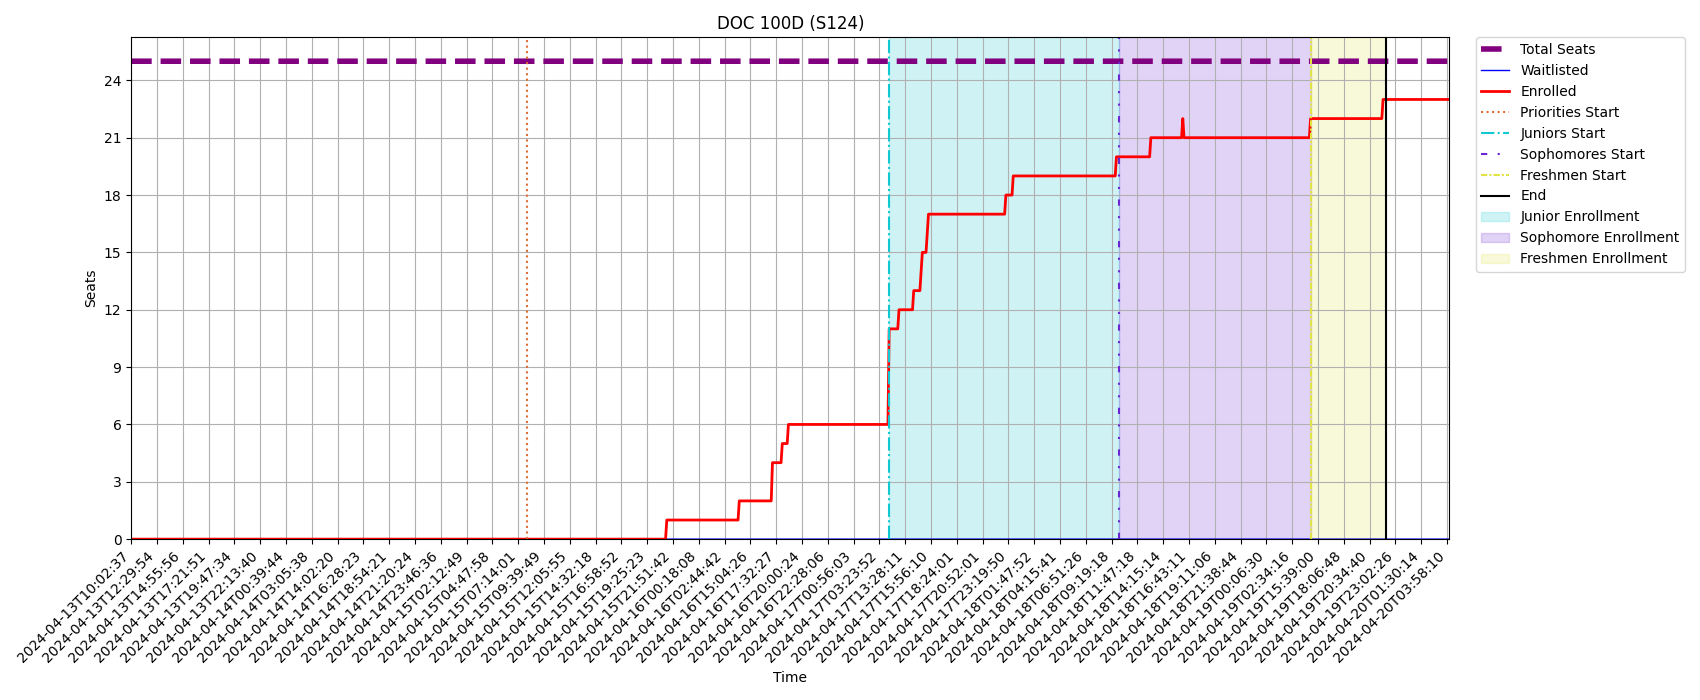 DOC 100D (S124)
Total Seats
Waitlisted
Enrolled
Priorities Start
Juniors Start
Sophomores Start
Freshmen Start
End
Junior Enrollment
Sophomore Enrollment
Freshmen Enrollment
Seats
24
21
18
15
12
9
6
3
0
2024-04-13T10:02:37
2024-04-13T12:29:54
2024-04-13T14:55:56
2024-04-13T17:21:51
2024-04-13T19:47:34
2024-04-13T22:13:40
2024-04-14T00:39:44
2024-04-14T03:05:38
2024-04-14T14:02:20
2024-04-14T16:28:23
2024-04-14T18:54:21
2024-04-14T21:20:24
2024-04-14T23:46:36
2024-04-15T02:12:49
2024-04-15T04:47:58
2024-04-15T07:14:01
2024-04-15T09:39:49
2024-04-15T12:05:55
2024-04-15T14:32:18
2024-04-15T16:58:52
2024-04-15T19:25:23
2024-04-15T21:51:42
2024-04-16T00:18:08
2024-04-16T02:44:42
2024-04-16T15:04:26
2024-04-16T17:32:27
2024-04-16T20:00:24
2024-04-16T22:28:06
2024-04-17T00:56:03
2024-04-17T03:23:52
2024-04-17T13:28:11
2024-04-17T15:56:10
2024-04-17T18:24:01
2024-04-17T20:52:01
2024-04-17T23:19:50
2024-04-18T01:47:52
2024-04-18T04:15:41
2024-04-18T06:51:26
2024-04-18T09:19:18
2024-04-18T11:47:18
2024-04-18T14:15:14
2024-04-18T16:43:11
2024-04-18T19:11:06
2024-04-18T21:38:44
2024-04-19T00:06:30
2024-04-19T02:34:16
2024-04-19T15:39:00
2024-04-19T18:06:48
2024-04-19T20:34:40
2024-04-19T23:02:26
2024-04-20T01:30:14
2024-04-20T03:58:10
Time